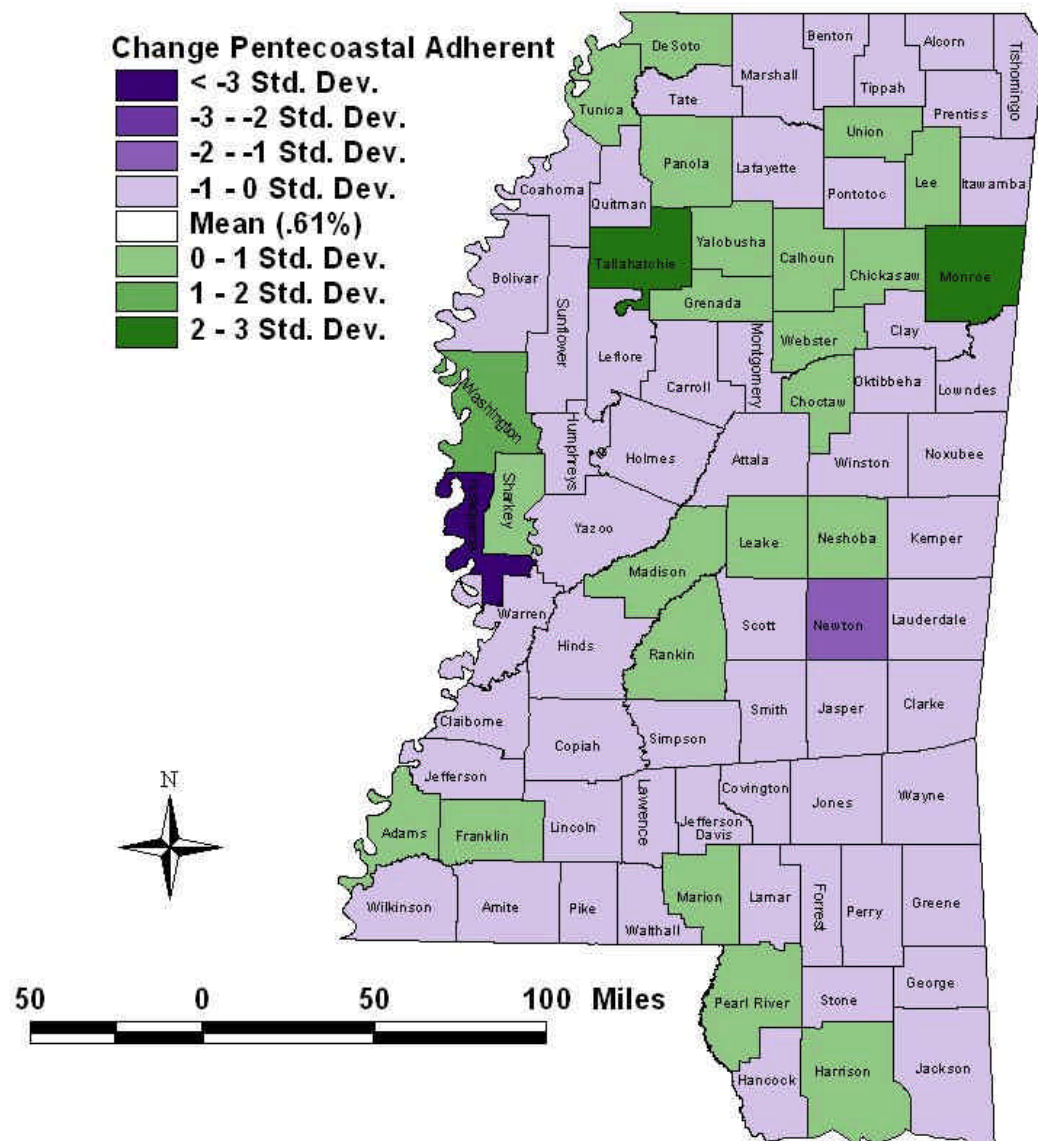 Change Pentecoastal Adherent
< -3 Std. Dev.
-3 - -2 Std. Dev.
-2 - -1 Std. Dev.
-1 - 0 Std. Dev.
Mean (.61%)
0 - 1 Std. Dev.
1 - 2 Std. Dev.
2 - 3 Std. Dev.
DeSoto
Marshall
Benton
Tippah
Alcorn
Tishomingo
Prentiss
Tunica
Tate
Union
Panola
Lafayette
Pontotoc
Lee
Itawamba
Coahoma
Quitman
Bolivar
Tallahatchie
Yalobusha
Calhoun
Chickasaw
Monroe
Grenada
Sunflower
Leflore
Carroll
Montgomery
Webster
Clay
Oktibbeha
Lowndes
Choctaw
Washington
Humphreys
Holmes
Attala
Winston
Noxubee
Sharkey
Yazoo
Madison
Leake
Neshoba
Kemper
Warren
Hinds
Rankin
Scott
Newton
Lauderdale
Claiborne
Copiah
Simpson
Smith
Jasper
Clarke
Jefferson
Lincoln
Lawrence
Jefferson
Davis
Covington
Jones
Wayne
Adams
Franklin
Wilkinson
Amite
Pike
Walthall
Marion
Lamar
Forrest
Perry
Greene
Pearl River
Stone
George
Hancock
Harrison
Jackson
N
50 0 50 100 Miles